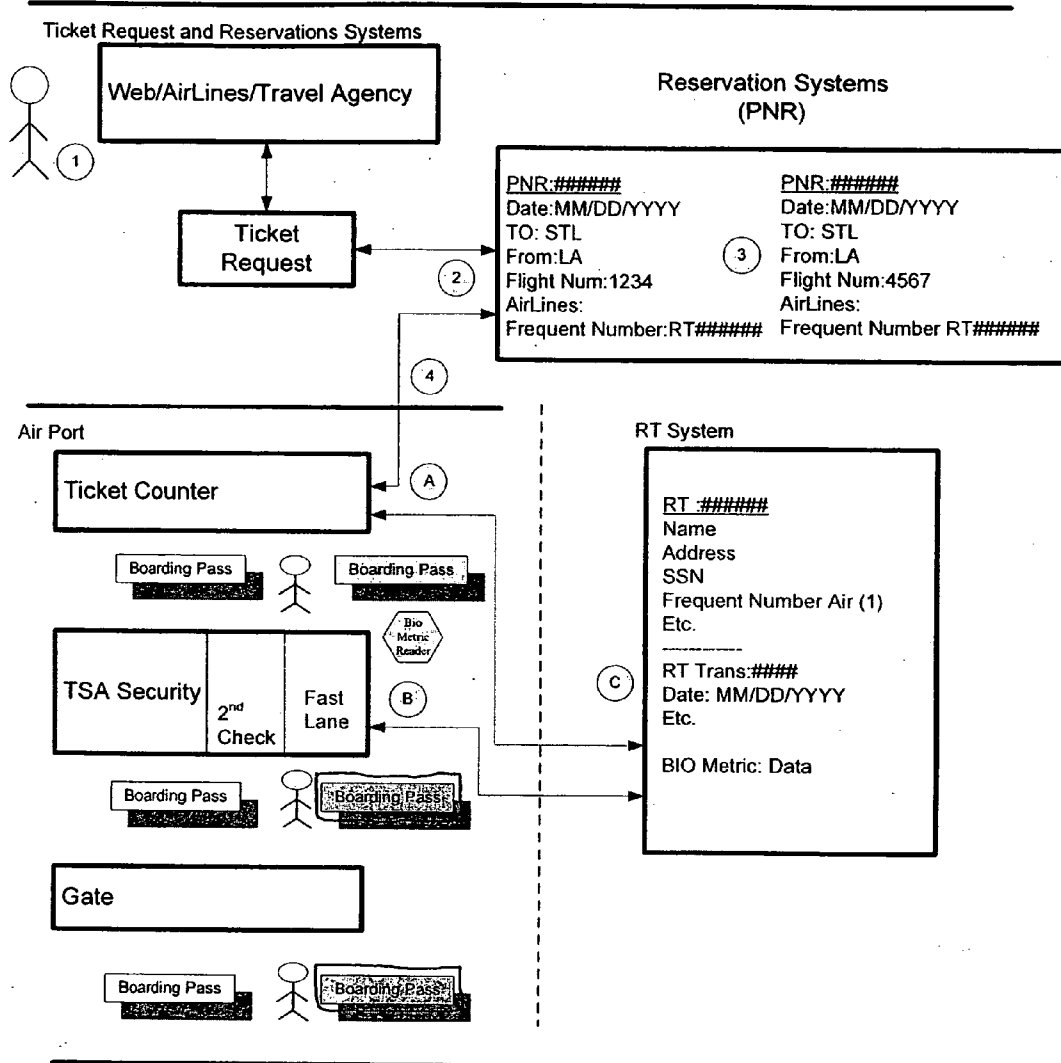 Ticket Request and Reservations Systems
Web/AirLines/Travel Agency
1
Ticket
Request
2
Reservation Systems
(PNR)
PNR:######
Date:MM/DD/YYYY
TO: STL
From:LA
Flight Num:1234
AirLines:
Frequent Number:RT######
3
PNR:######
Date:MM/DD/YYYY
TO: STL
From:LA
Flight Num:4567
AirLines:
Frequent Number RT######
4
Air Port
Ticket Counter
A
Boarding Pass
Boarding Pass
Bio
Metric
Reader
TSA Security
2nd
Check
Fast
Lane
B
Boarding Pass
Boarding Pass
Gate
Boarding Pass
Boarding Pass
RT System
C
RT :######
Name
Address
SSN
Frequent Number Air (1)
Etc.
------------
RT Trans:####
Date: MM/DD/YYYY
Etc.
BIO Metric: Data